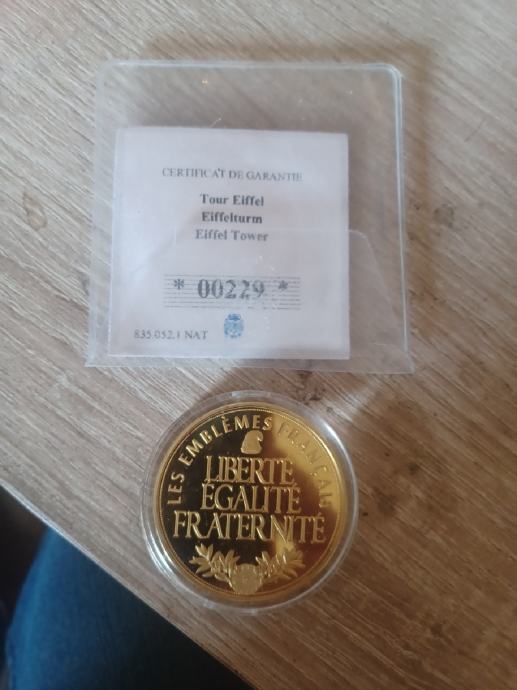 CERTIFICAT DE GARANTIE
Tour Eiffel
Eiffelturm
Eiffel Tower
* 00229 *
835.052.1 NAT
LES EMBLÈMES FRANÇAIS
LIBERTÉ
ÉGALITÉ
FRATERNITÉ